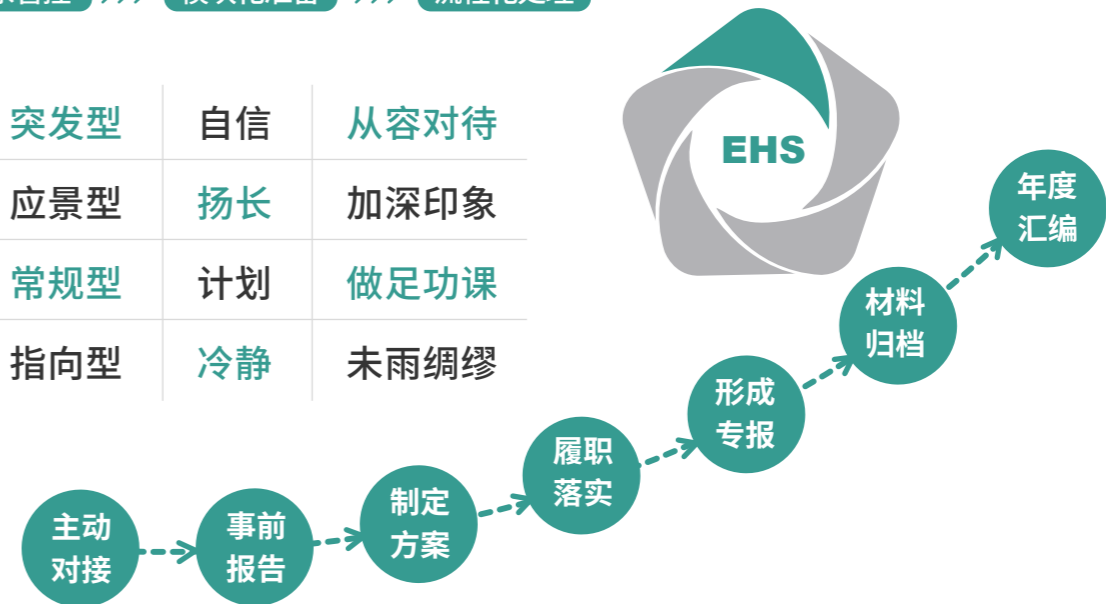 突发型 自信 从容对待
应景型 扬长 加深印象
常规型 计划 做足功课
指向型 冷静 未雨绸缪
EHS
主动
对接
事前
报告
制定
方案
履职
落实
形成
专报
材料
归档
年度
汇编